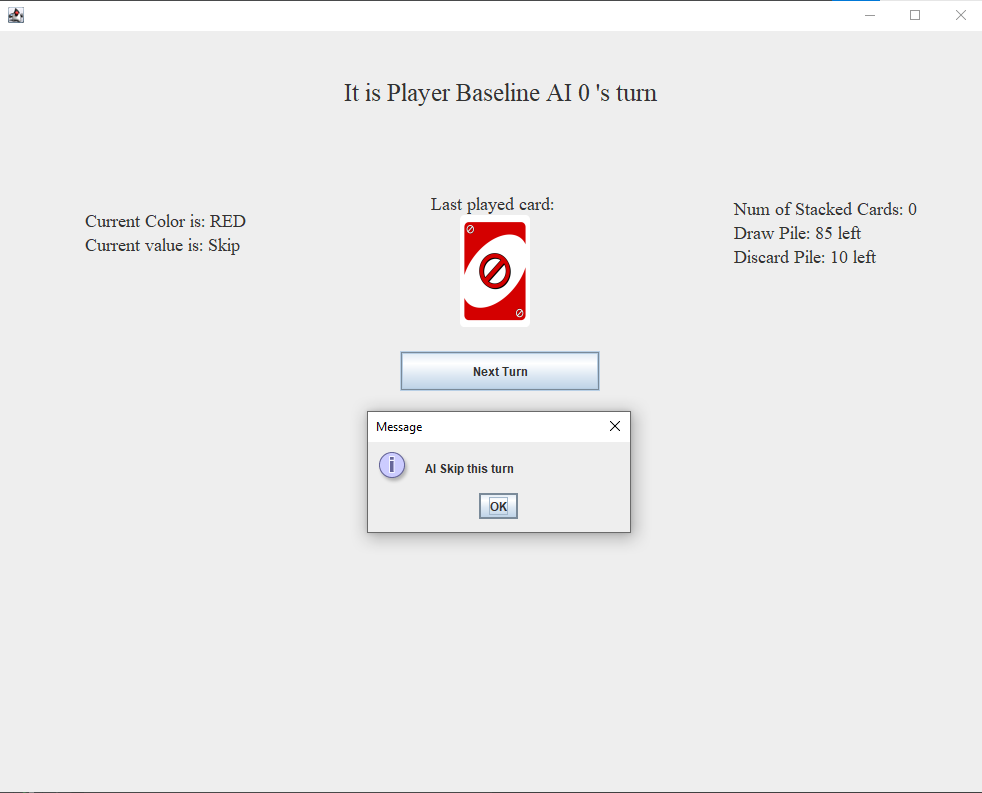 It is Player Baseline AI 0 's turn
Current Color is: RED
Current value is: Skip
Last played card:
Num of Stacked Cards: 0
Draw Pile: 85 left
Discard Pile: 10 left
Next Turn
Message
AI Skip this turn
OK